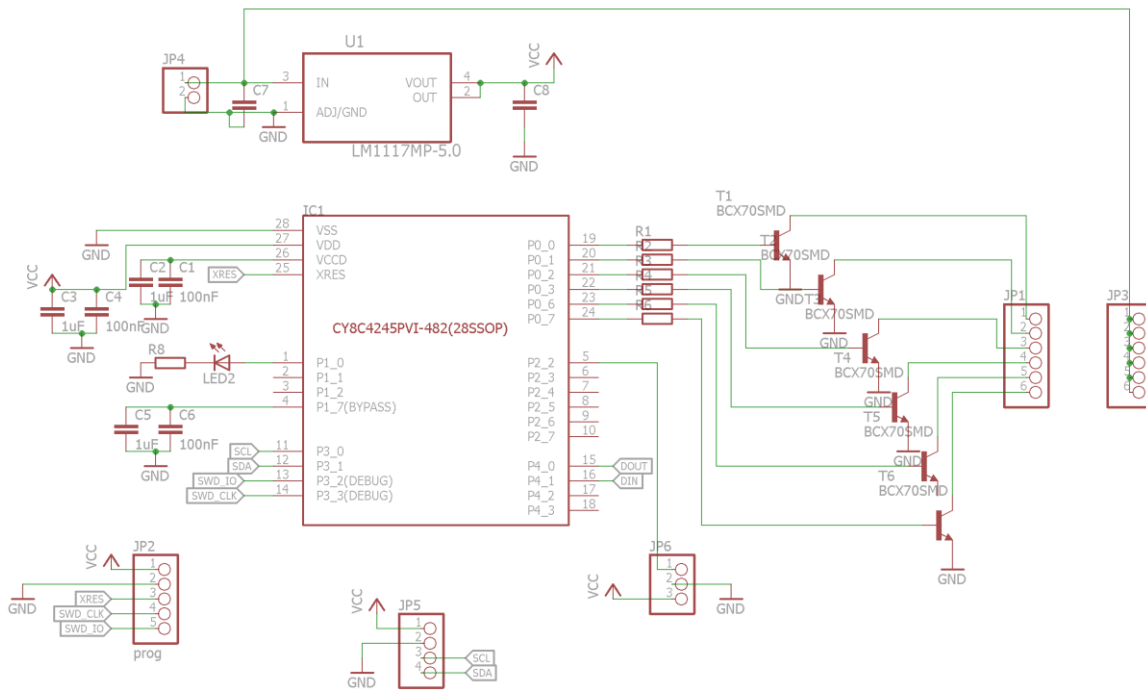 U1
JP4
1
2
C7
3
IN
1
ADJ/GND
VOUT
4
OUT
2
LM1117MP-5.0
VCC
C8
GND
GND
IC1
28
VSS
27
VDD
26
VCCD
25
XRES
XRES
GND
VCC
C2
C1
1uF
100nF
C3
C4
1uF
100nF
GND
GND
CY8C4245PVI-482(28SSOP)
P0_0
19
P0_1
20
P0_2
21
P0_3
22
P0_6
23
P0_7
24
R1
R2
R3
R4
R5
R6
T1
BCX70SMD
T2
BCX70SMD
GND
T3
BCX70SMD
GND
T4
BCX70SMD
GND
T5
BCX70SMD
GND
T6
BCX70SMD
GND
JP1
1
2
3
4
5
6
JP3
1
2
3
4
5
6
R8
GND
LED2
1
P1_0
2
P1_1
3
P1_2
4
P1_7(BYPASS)
C5
C6
1uF
100nF
GND
SCL
11
P3_0
SDA
12
P3_1
SWD_IO
13
P3_2(DEBUG)
SWD_CLK
14
P3_3(DEBUG)
P2_2
5
P2_3
6
P2_4
7
P2_5
8
P2_6
9
P2_7
10
P4_0
15
DOUT
P4_1
16
DIN
P4_2
17
P4_3
18
JP2
VCC
1
2
GND
XRES
3
SWD_CLK
4
SWD_IO
5
prog
JP5
VCC
1
2
3
SCL
4
SDA
GND
JP6
1
2
3
VCC
GND